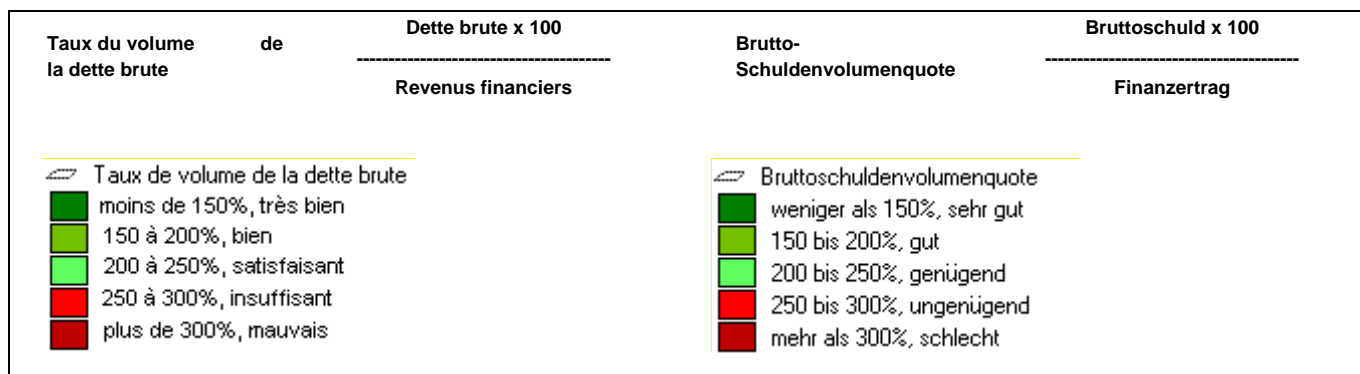 Taux du volume de
la dette brute
Dette brute x 100
----------------------------------------
Revenus financiers
Brutto-
Schuldenvolumenquote
Bruttoschuld x 100
----------------------------------------
Finanzertrag
Taux de volume de la dette brute
moins de 150%, très bien
150 à 200%, bien
200 à 250%, satisfaisant
250 à 300%, insuffisant
plus de 300%, mauvais
Bruttoschuldenvolumenquote
weniger als 150%, sehr gut
150 bis 200%, gut
200 bis 250%, genügend
250 bis 300%, ungenügend
mehr als 300%, schlecht